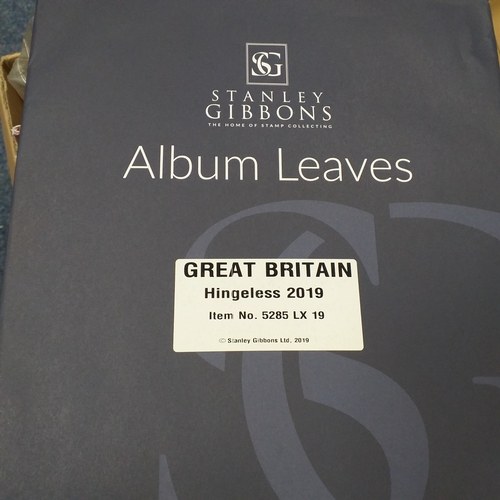 SG
STANLEY
GIBBONS
THE HOME OF STAMP COLLECTING
Album Leaves
GREAT BRITAIN
Hingeless 2019
Item No. 5285 LX 19
© Stanley Gibbons Ltd, 2019